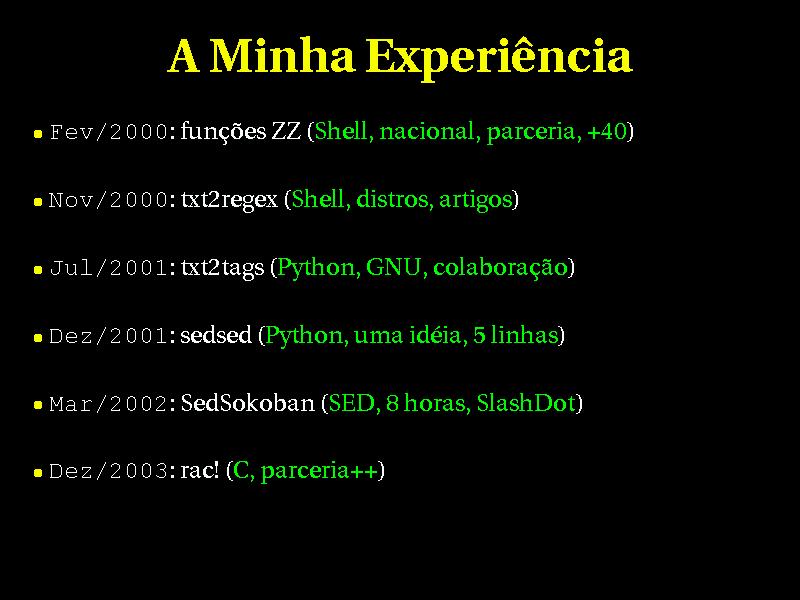 A Minha Experiência
Fev/2000: funções ZZ (Shell, nacional, parceria, +40)
Nov/2000: txt2regex (Shell, distros, artigos)
Jul/2001: txt2tags (Python, GNU, colaboração)
Dez/2001: sedsed (Python, uma idéia, 5 linhas)
Mar/2002: SedSokoban (SED, 8 horas, SlashDot)
Dez/2003: rac! (C, parceria++)